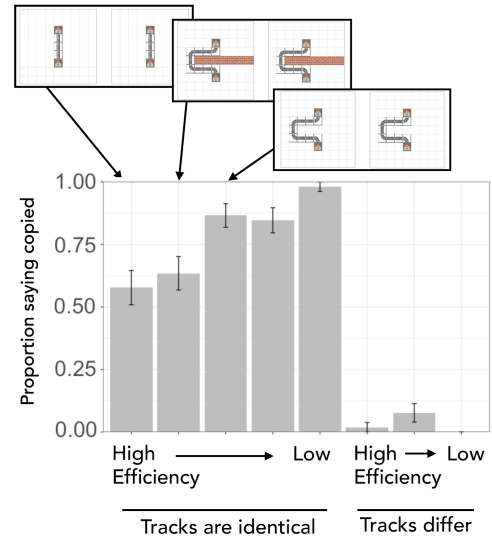 Proportion saying copied
1.00
0.75
0.50
0.25
0.00
High
Efficiency
Low
High
Efficiency
Low
Tracks are identical
Tracks differ